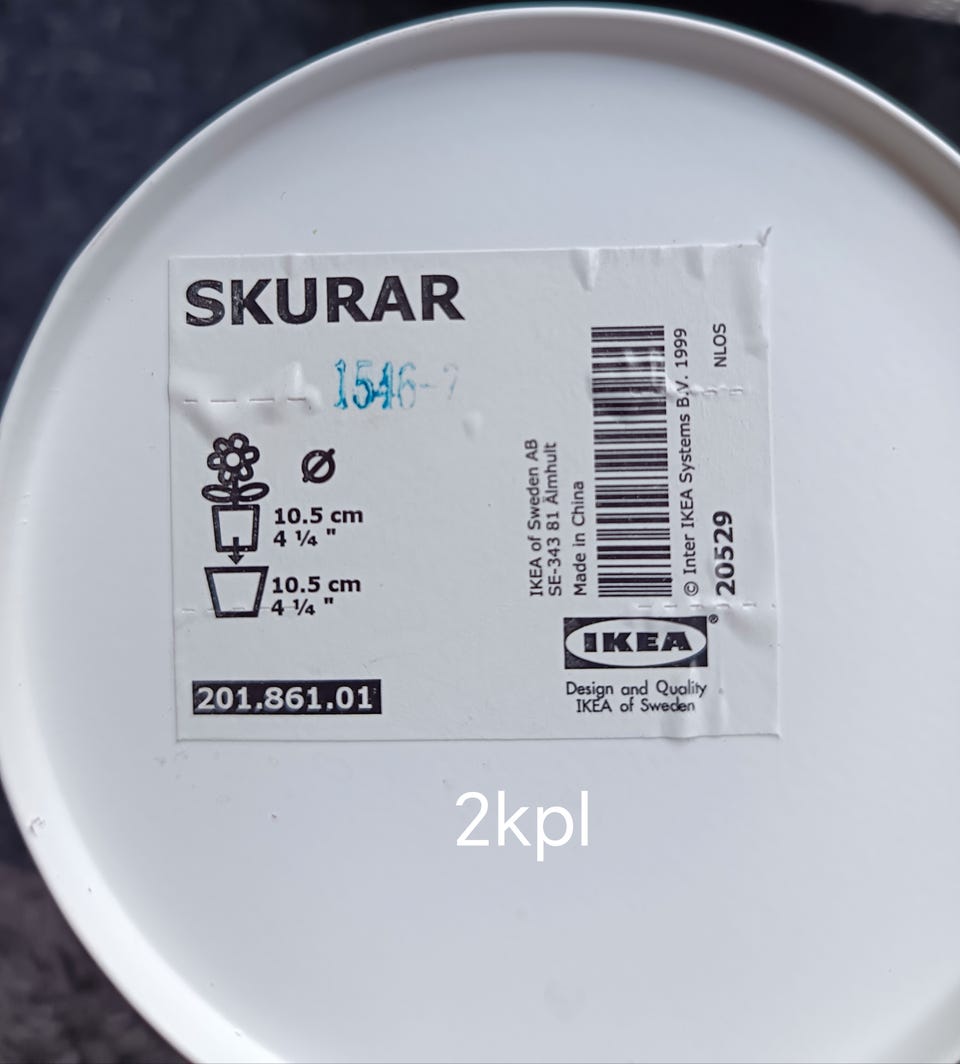 SKURAR
Ø
10.5 cm
4 ¼ "
10.5 cm
4 ¼ "
201.861.01
IKEA of Sweden AB
SE-343 81 Älmhult
Made in China
© Inter IKEA Systems B.V. 1999
NLOS
20529
IKEA®
Design and Quality
IKEA of Sweden
2kpl